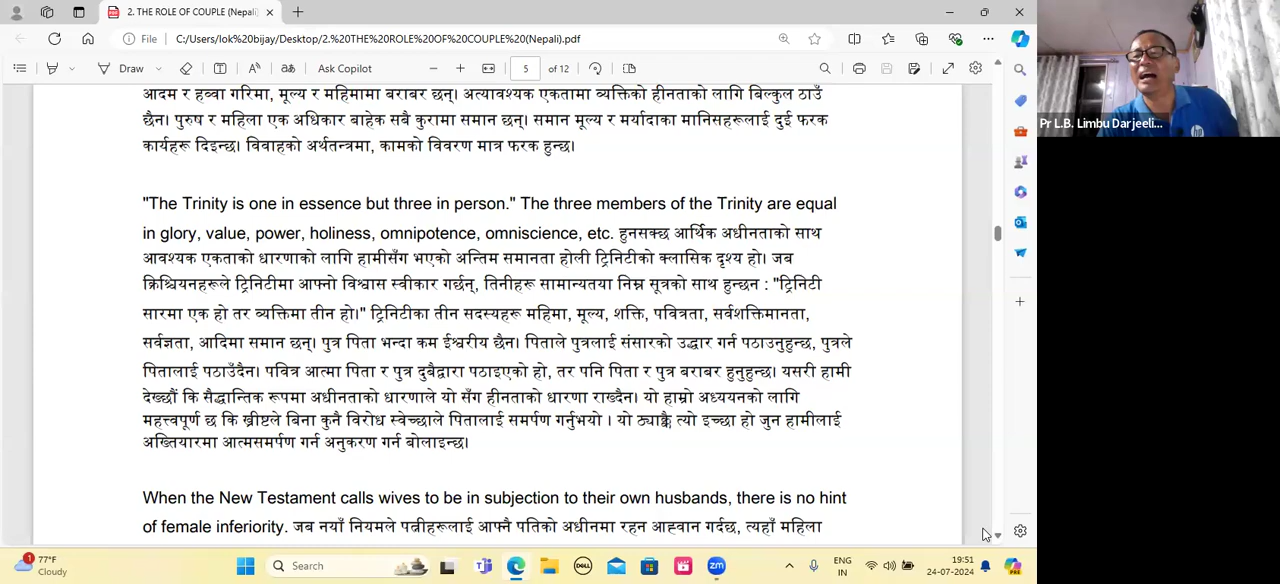 2. THE ROLE OF COUPLE (Nepali)
File
C:/Users/lok%20bijay/Desktop/2.%20THE%20ROLE%20OF%20COUPLE%20(Nepali).pdf
Draw
Ask Copilot
5 of 12
आदम र हव्वा गरिमा, मूल्य र महिमामा बराबर छन्। अत्यावश्यक एकतामा व्यक्तिको हीनताको लागि बिल्कुल ठाउँ
छैन। पुरुष र महिला एक अधिकार बाहेक सबै कुरामा समान छन्। समान मूल्य र मर्यादाका मानिसहरूलाई दुई फरक
कार्यहरू दिइन्छ। विवाहको अर्थतन्त्रमा, कामको विवरण मात्र फरक हुन्छ।
"The Trinity is one in essence but three in person." The three members of the Trinity are equal
in glory, value, power, holiness, omnipotence, omniscience, etc. हुनसक्छ आर्थिक अधीनताको साथ
आवश्यक एकताको धारणाको लागि हामीसँग भएको अन्तिम समानता होली ट्रिनिटीको क्लासिक दृश्य हो। जब
क्रिश्चियनहरूले ट्रिनिटीमा आफ्नो विश्वास स्वीकार गर्छन्, तिनीहरू सामान्यतया निम्न सूत्रको साथ हुन्छन : "ट्रिनिटी
सारमा एक हो तर व्यक्तिमा तीन हो।" ट्रिनिटीका तीन सदस्यहरू महिमा, मूल्य, शक्ति, पवित्रता, सर्वशक्तिमानता,
सर्वज्ञता, आदिमा समान छन्। पुत्र पिता भन्दा कम ईश्वरीय छैन। पिताले पुत्रलाई संसारको उद्धार गर्न पठाउनुहुन्छ, पुत्रले
पितालाई पठाउँदैन। पवित्र आत्मा पिता र पुत्र दुबैद्वारा पठाइएको हो, तर पनि पिता र पुत्र बराबर हुनुहुन्छ। यसरी हामी
देख्छौं कि सैद्धान्तिक रूपमा अधीनताको धारणाले यो सँग हीनताको धारणा राख्दैन। यो हाम्रो अध्ययनको लागि
महत्त्वपूर्ण छ कि ख्रीष्टले बिना कुनै विरोध स्वेच्छाले पितालाई समर्पण गर्नुभयो । यो ठ्याक्कै त्यो इच्छा हो जुन हामीलाई
अख्तियारमा आत्मसमर्पण गर्न अनुकरण गर्न बोलाइन्छ।
When the New Testament calls wives to be in subjection to their own husbands, there is no hint
of female inferiority. जब नयाँ नियमले पत्नीहरूलाई आफ्नै पतिको अधीनमा रहन आह्वान गर्दछ, त्यहाँ महिला
Pr L.B. Limbu Darjeeli...
hp
1
77°F
Cloudy
Search
DELL
zm
ENG
IN
19:51
24-07-2024
PRE